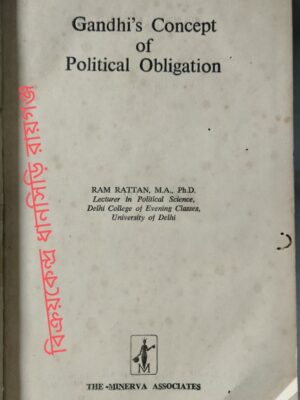 Gandhi's Concept
of
Political Obligation
RAM RATTAN, M.A., Ph.D.
Lecturer in Political Science,
Delhi College of Evening Classes,
University of Delhi
বিক্রয়কেন্দ্র ধানসিড়ি রায়গঞ্জ
M
THE MINERVA ASSOCIATES